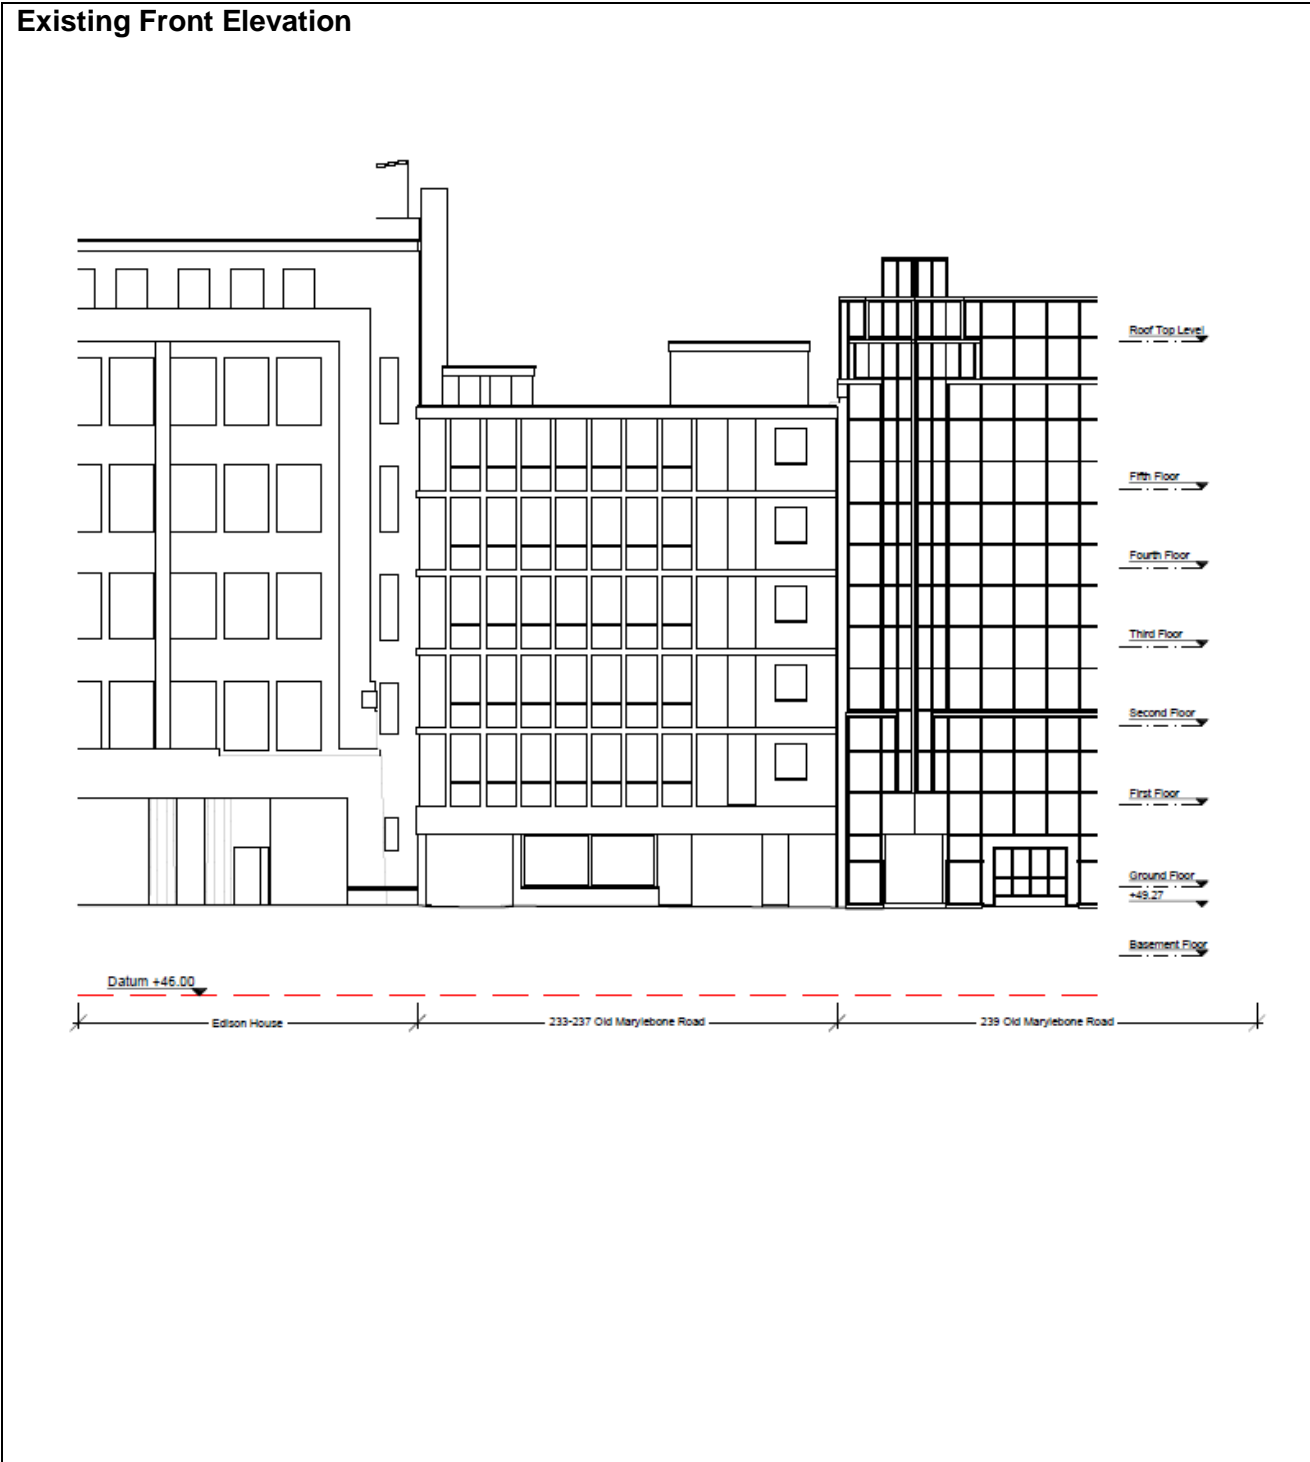 Existing Front Elevation
Roof Top Level
Fifth Floor
Fourth Floor
Third Floor
Second Floor
First Floor
Ground Floor
+49.27
Basement Floor
Datum +46.00
Edison House
233-237 Old Marylebone Road
239 Old Marylebone Road